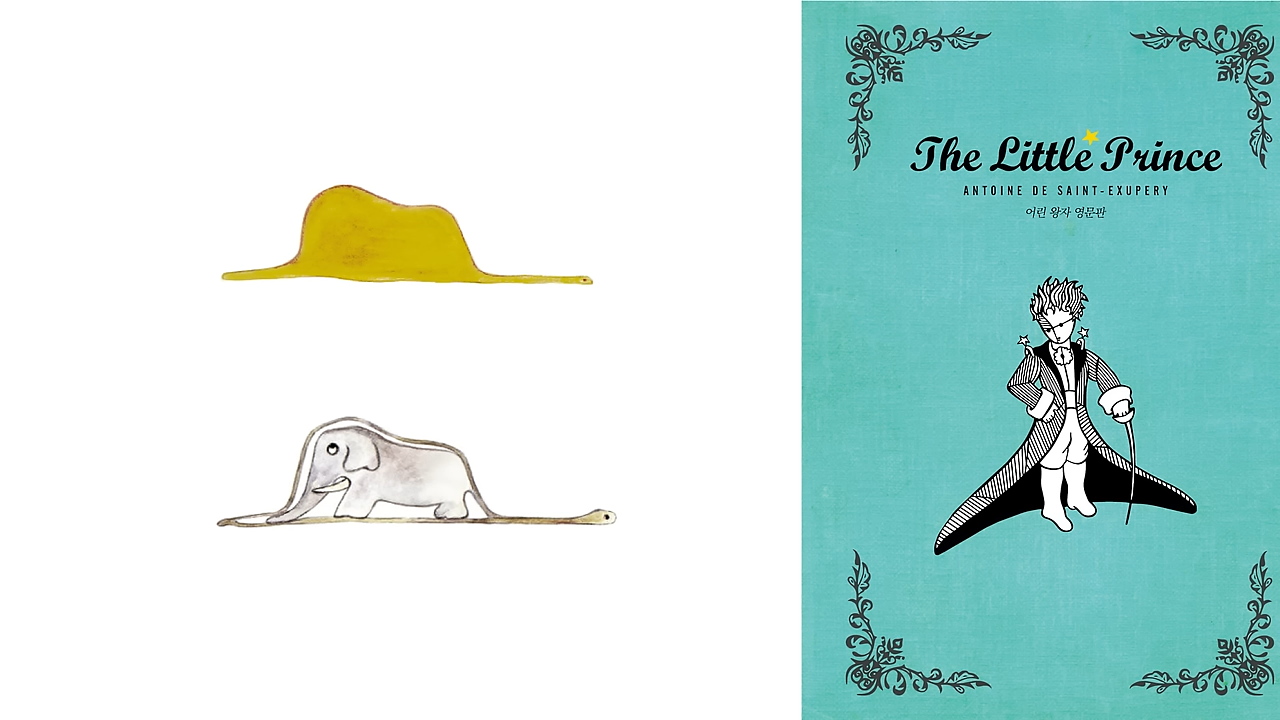 The Little Prince
ANTOINE DE SAINT-EXUPERY
어린 왕자 영문판